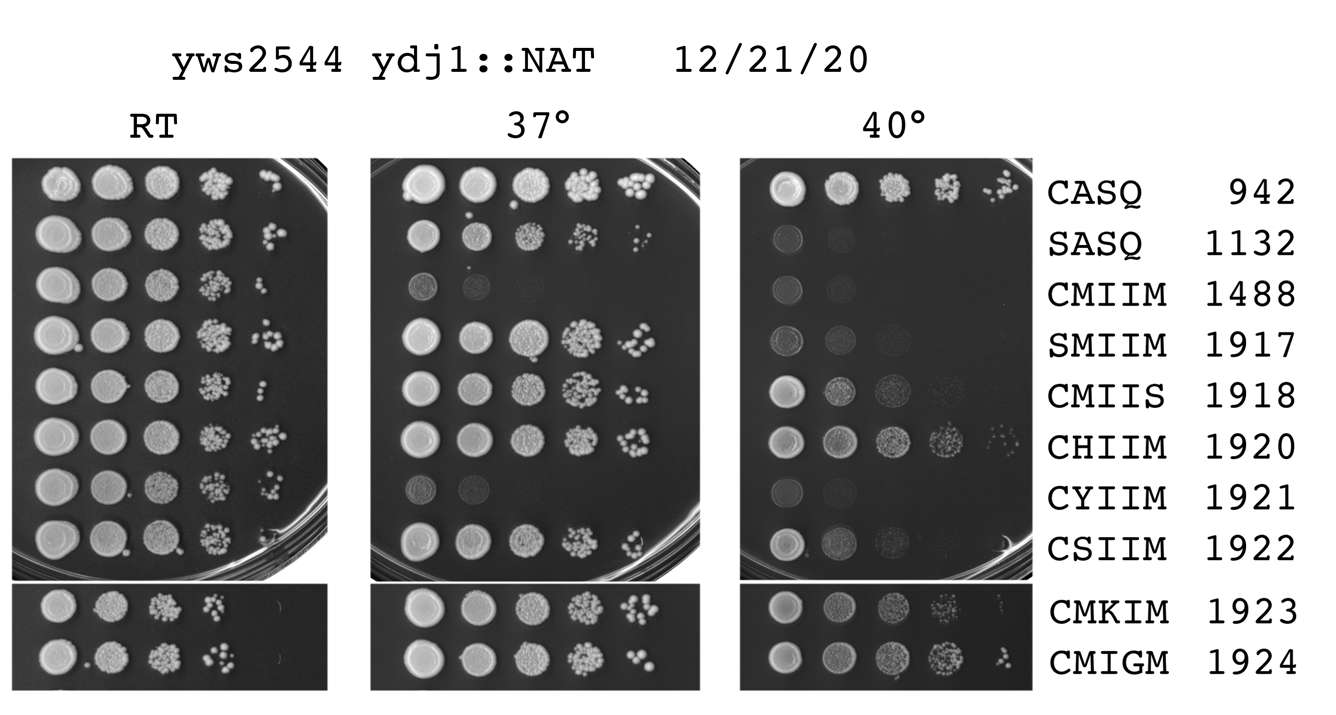 yws2544 ydj1::NAT 12/21/20
RT 37° 40°
CASQ 942
SASQ 1132
CMIIM 1488
SMIIM 1917
CMIIS 1918
CHIIM 1920
CYIIM 1921
CSIIM 1922
CMKIM 1923
CMIGM 1924